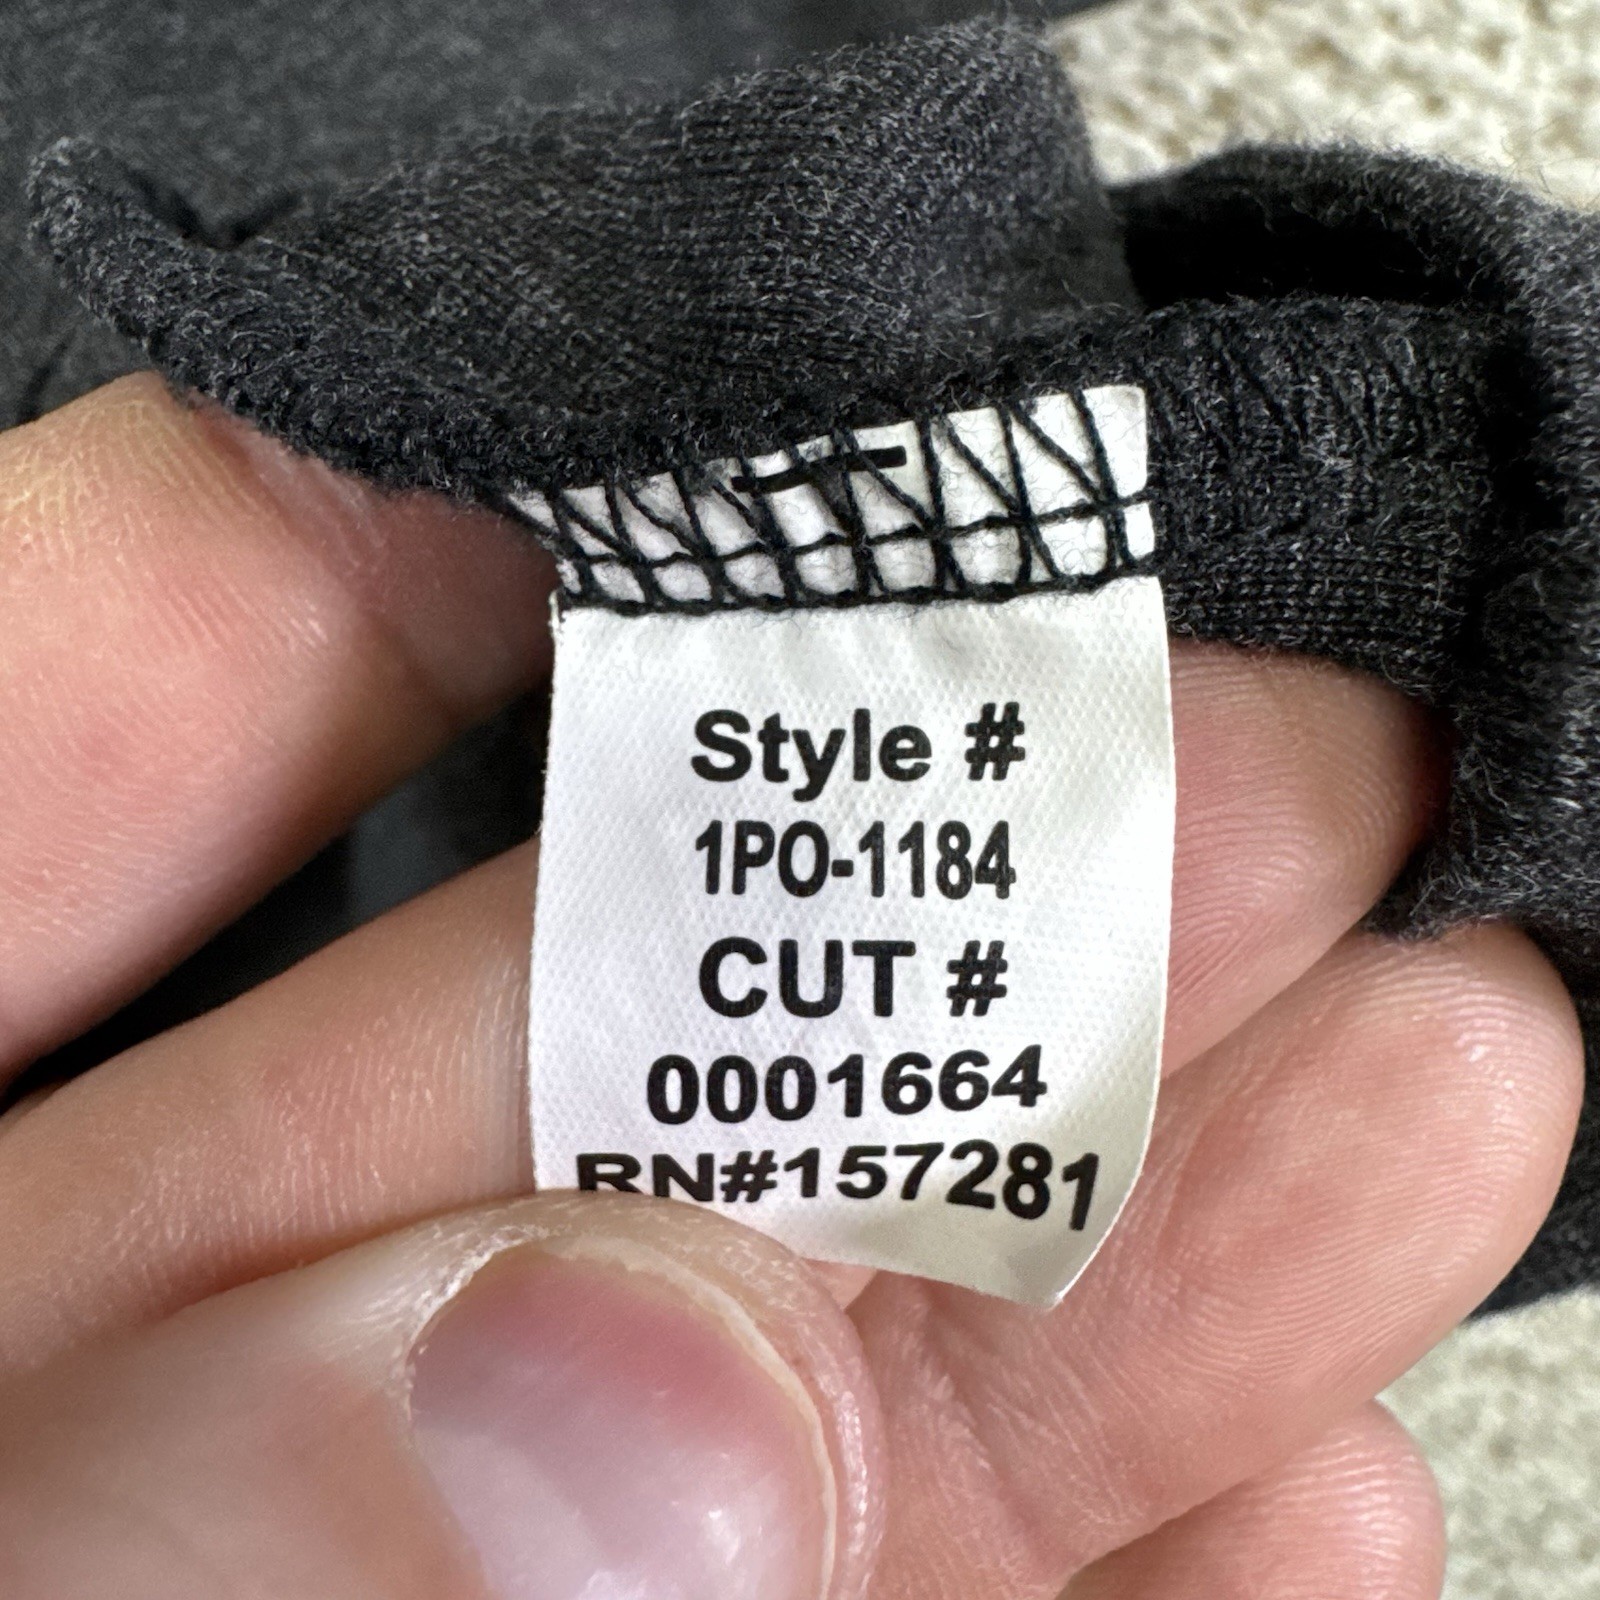 Style #
1PO-1184
CUT #
0001664
RN#157281